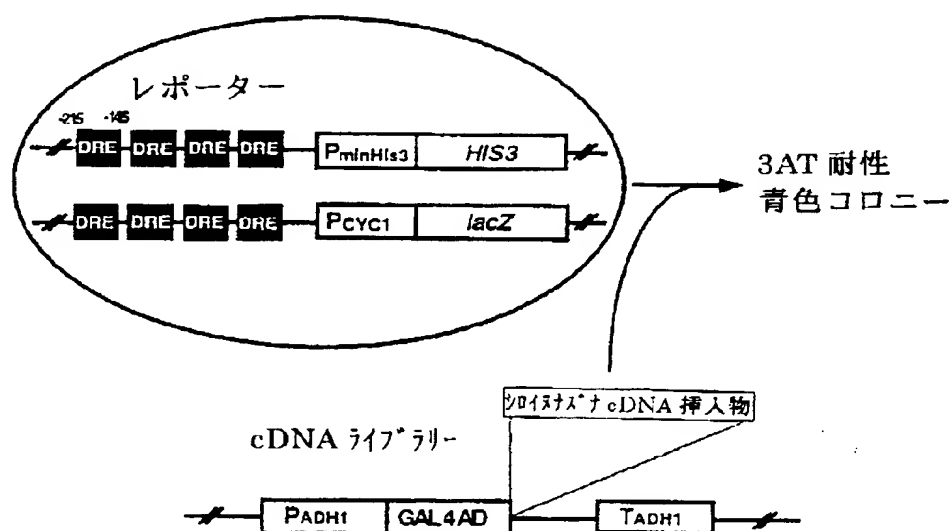 レポーター
-215 -145
DRE DRE DRE DRE PminHis3 HIS3
DRE DRE DRE DRE PCYC1 lacZ
3AT 耐性
青色コロニー
シロイヌナズナ cDNA 挿入物
cDNA ライブラリー
PADH1 GAL4AD TADH1